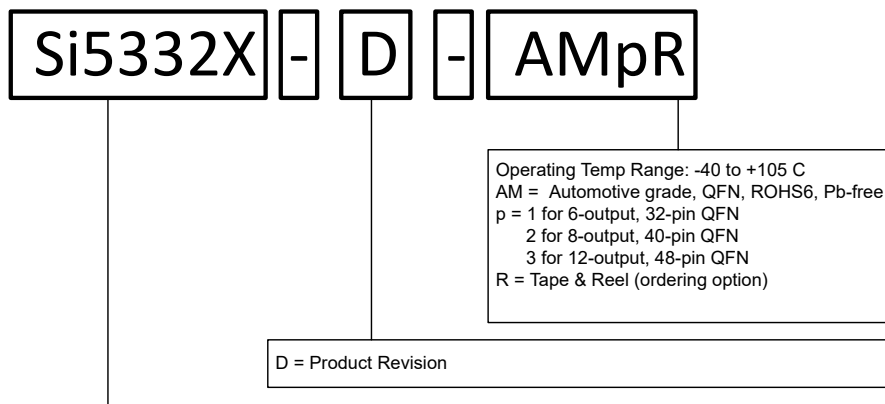 Si5332X - D - AMpR
Operating Temp Range: -40 to +105 C
AM = Automotive grade, QFN, ROHS6, Pb-free
p = 1 for 6-output, 32-pin QFN
2 for 8-output, 40-pin QFN
3 for 12-output, 48-pin QFN
R = Tape & Reel (ordering option)
D = Product Revision